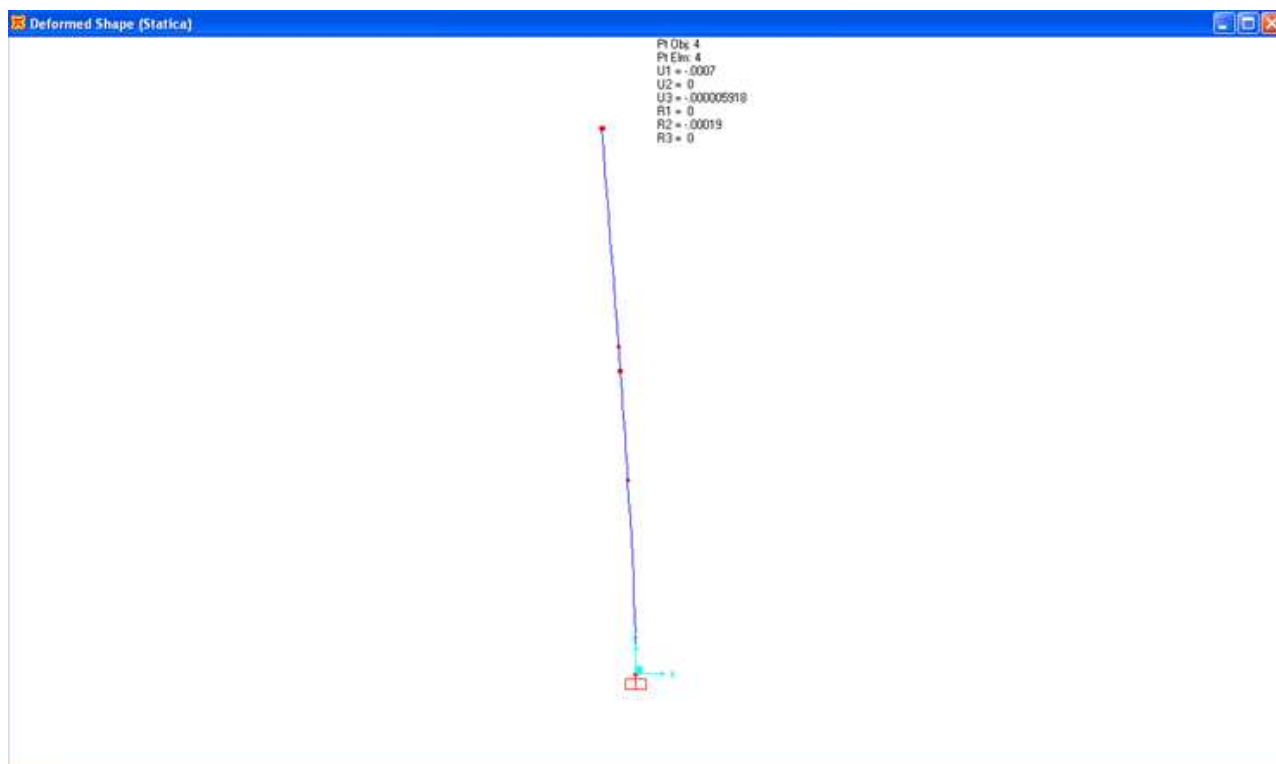 Deformed Shape (Statica)
Pt Obj: 4
Pt Elm: 4
U1 = -.0007
U2 = 0
U3 = -.000005918
R1 = 0
R2 = -.00019
R3 = 0